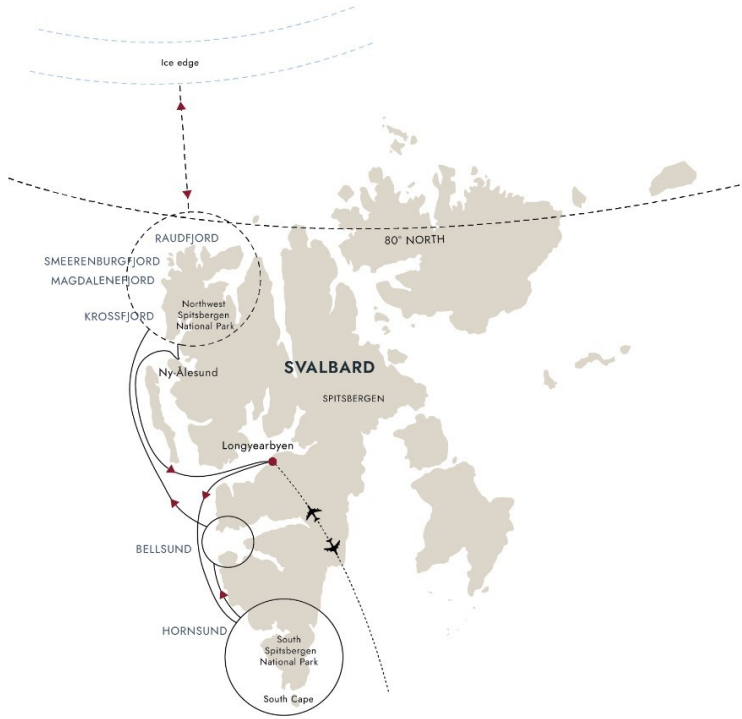 Ice edge
80° NORTH
RAUDFJORD
SMEERENBURGFJORD
MAGDALENEFJORD
Northwest
Spitsbergen
National Park
KROSSFJORD
Ny-Ålesund
SVALBARD
SPITSBERGEN
Longyearbyen
BELLSUND
HORNSUND
South
Spitsbergen
National Park
South Cape